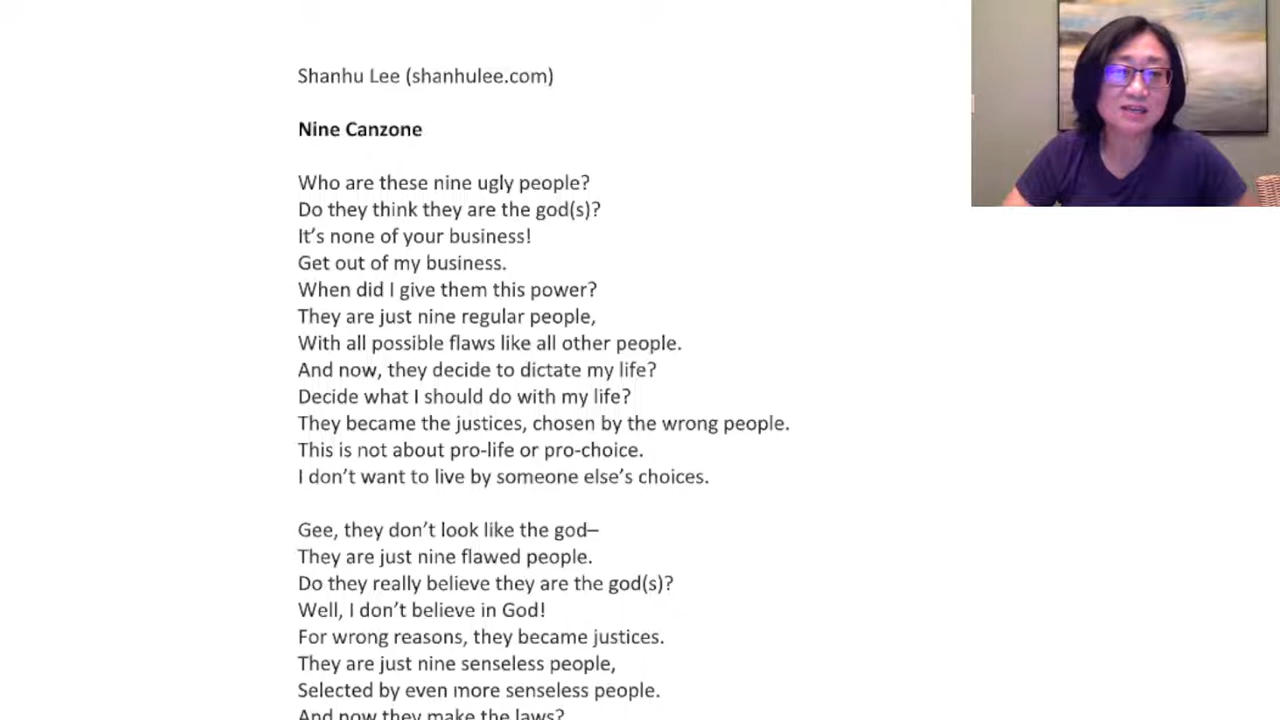 Shanhu Lee (shanhulee.com)
Nine Canzone
Who are these nine ugly people?
Do they think they are the god(s)?
It’s none of your business!
Get out of my business.
When did I give them this power?
They are just nine regular people,
With all possible flaws like all other people.
And now, they decide to dictate my life?
Decide what I should do with my life?
They became the justices, chosen by the wrong people.
This is not about pro-life or pro-choice.
I don’t want to live by someone else’s choices.
Gee, they don’t look like the god–
They are just nine flawed people.
Do they really believe they are the god(s)?
Well, I don’t believe in God!
For wrong reasons, they became justices.
They are just nine senseless people,
Selected by even more senseless people.
And now they make the laws?